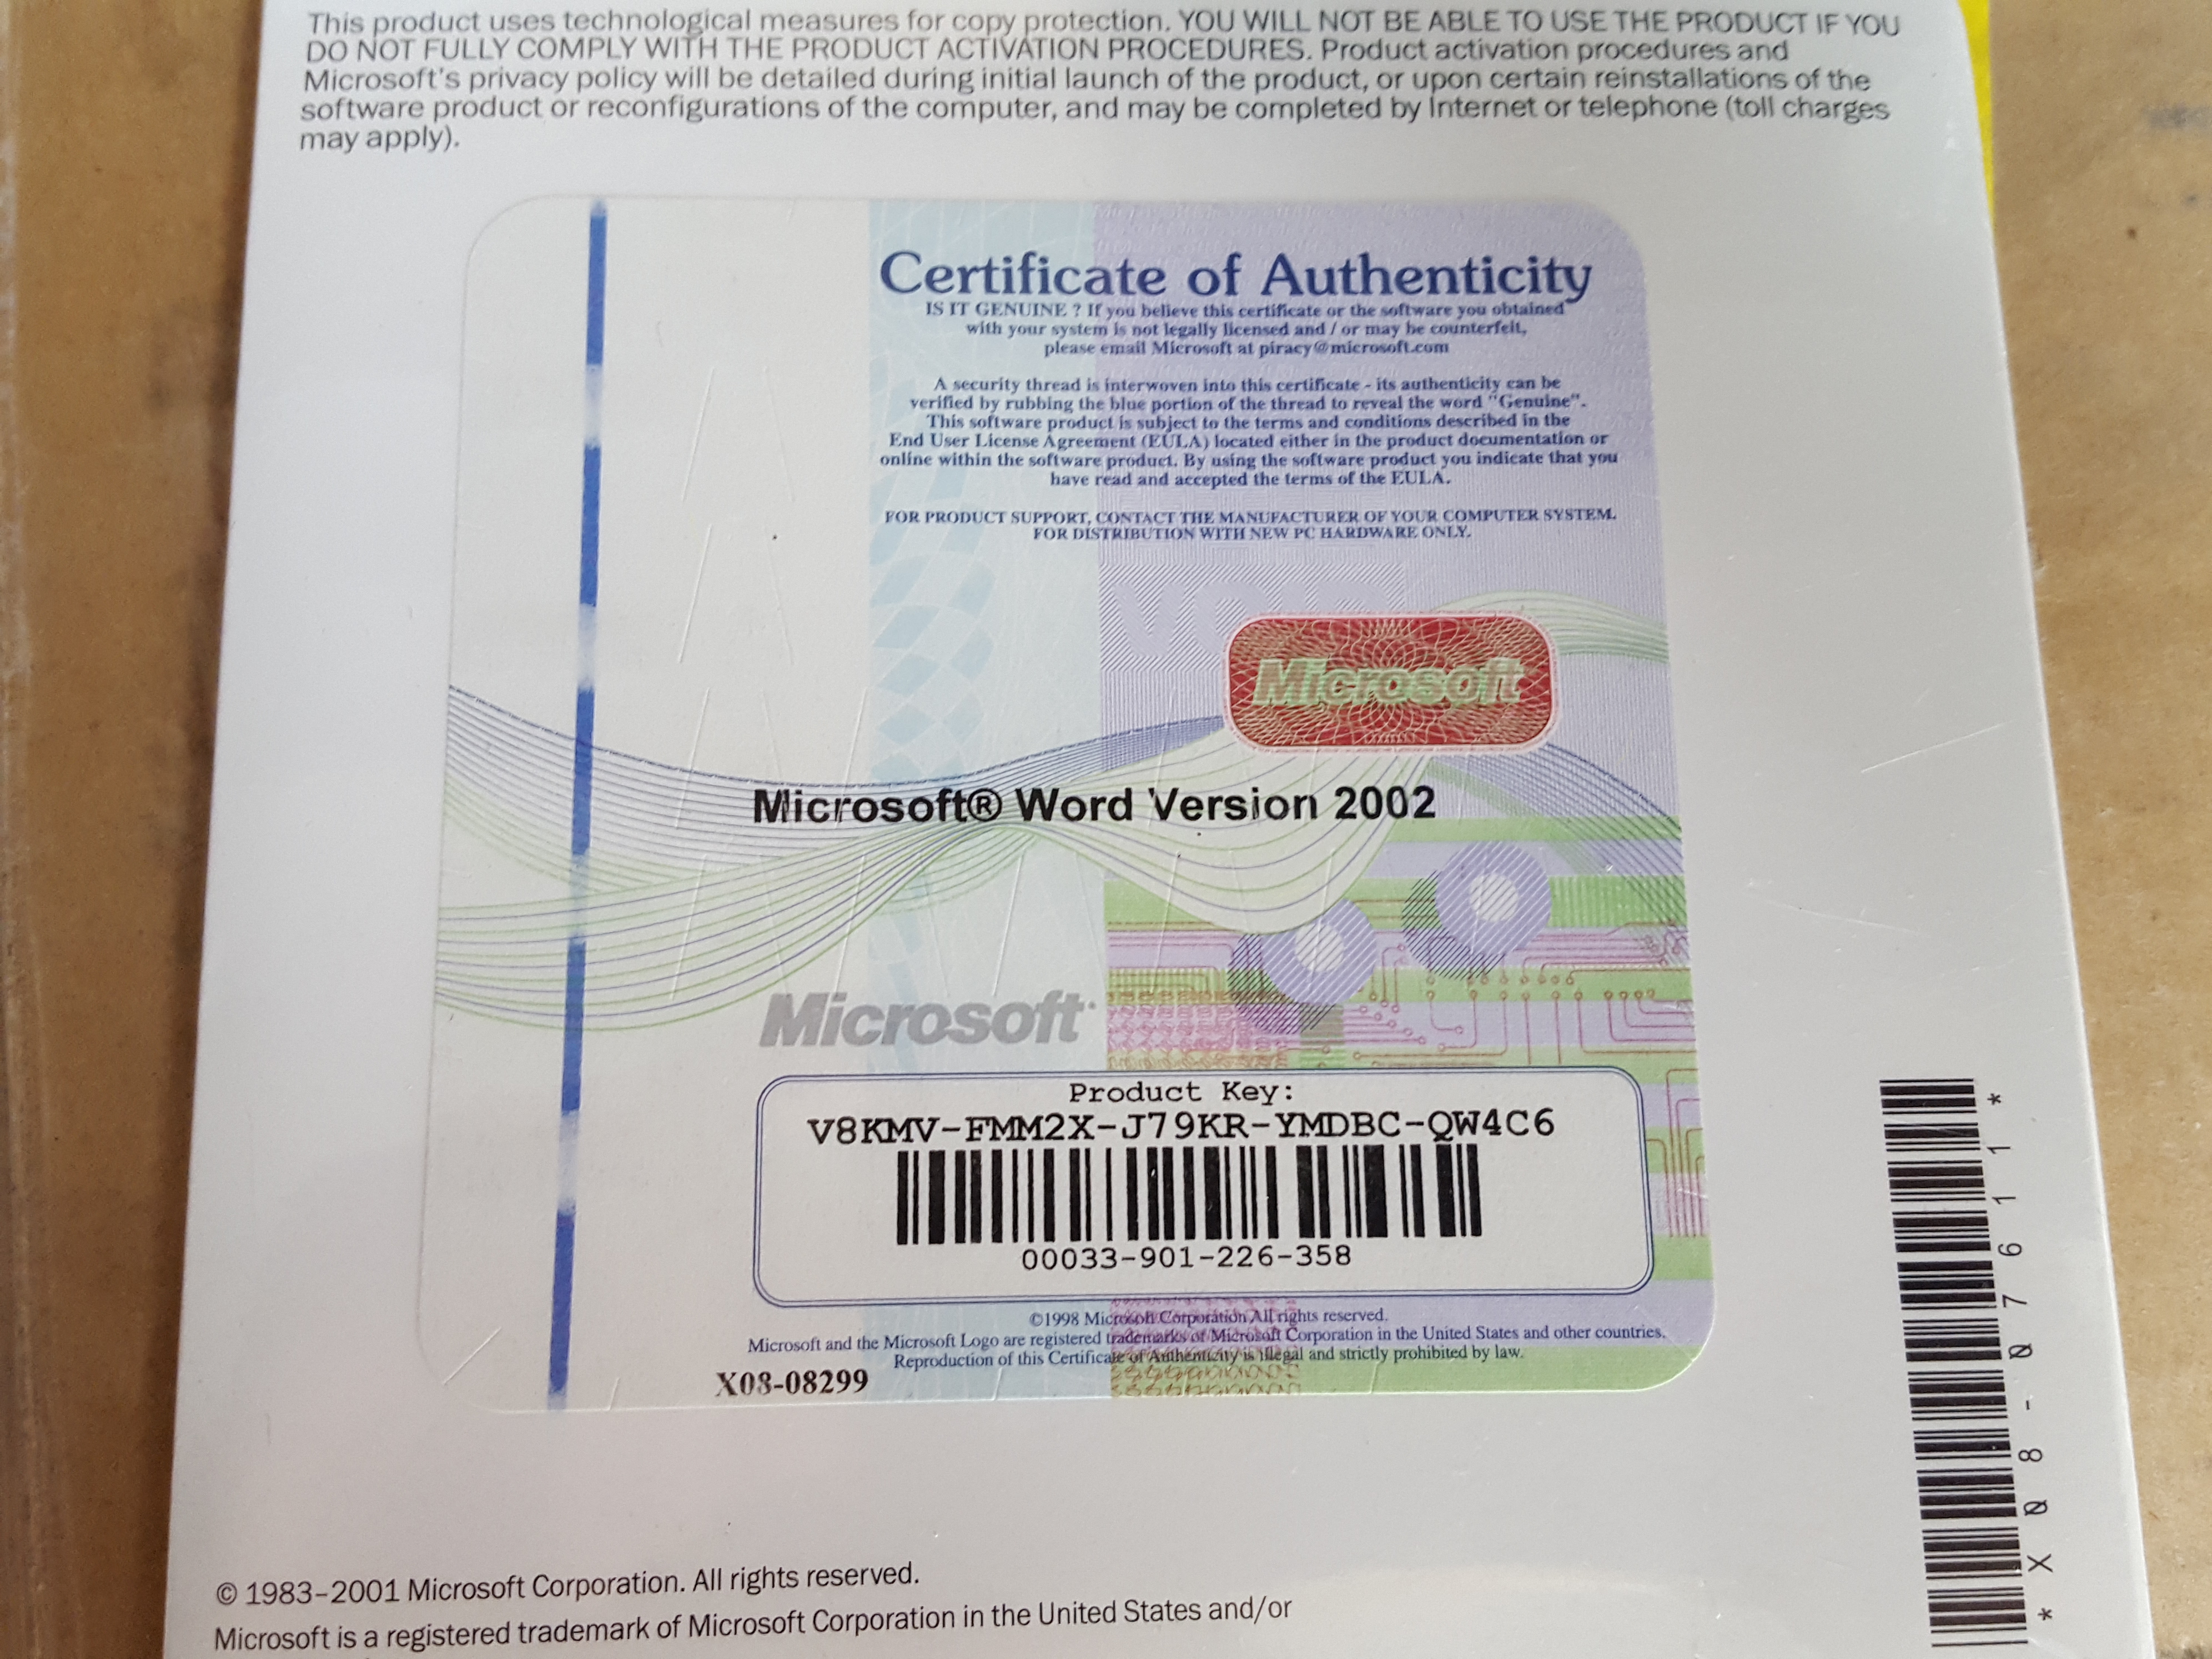 This product uses technological measures for copy protection. YOU WILL NOT BE ABLE TO USE THE PRODUCT IF YOU
DO NOT FULLY COMPLY WITH THE PRODUCT ACTIVATION PROCEDURES. Product activation procedures and
Microsoft's privacy policy will be detailed during initial launch of the product, or upon certain reinstallations of the
software product or reconfigurations of the computer, and may be completed by Internet or telephone (toll charges
may apply).
Certificate of Authenticity
IS IT GENUINE ? If you believe this certificate or the software you obtained
with your system is not legally licensed and / or may be counterfeit,
please email Microsoft at piracy@microsoft.com
A security thread is interwoven into this certificate - its authenticity can be
verified by rubbing the blue portion of the thread to reveal the word "Genuine".
This software product is subject to the terms and conditions described in the
End User License Agreement (EULA) located either in the product documentation or
online within the software product. By using the software product you indicate that you
have read and accepted the terms of the EULA.
FOR PRODUCT SUPPORT, CONTACT THE MANUFACTURER OF YOUR COMPUTER SYSTEM.
FOR DISTRIBUTION WITH NEW PC HARDWARE ONLY.
VOID
Microsoft
Microsoft® Word Version 2002
Microsoft
Product Key:
V8KMV-FMM2X-J79KR-YMDBC-QW4C6
00033-901-226-358
©1998 Microsoft Corporation All rights reserved.
Microsoft and the Microsoft Logo are registered trademarks of Microsoft Corporation in the United States and other countries.
Reproduction of this Certificate of Authenticity is illegal and strictly prohibited by law.
X08-08299
*X08-07611*
© 1983-2001 Microsoft Corporation. All rights reserved.
Microsoft is a registered trademark of Microsoft Corporation in the United States and/or